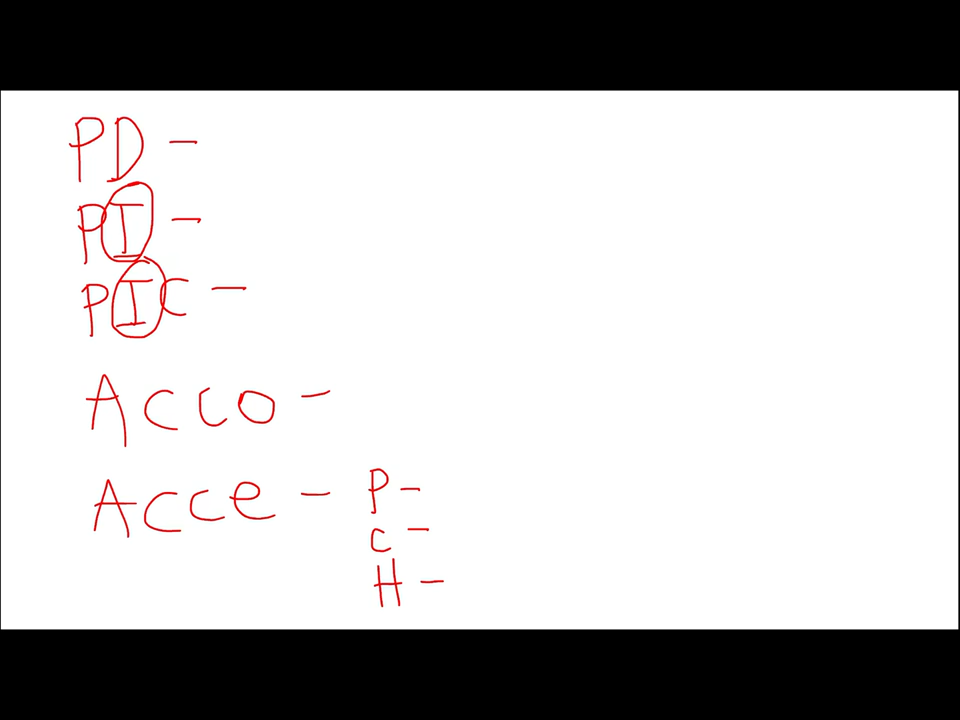 PD -
PI -
PIC -
Acco -
Acce - P -
C -
H -